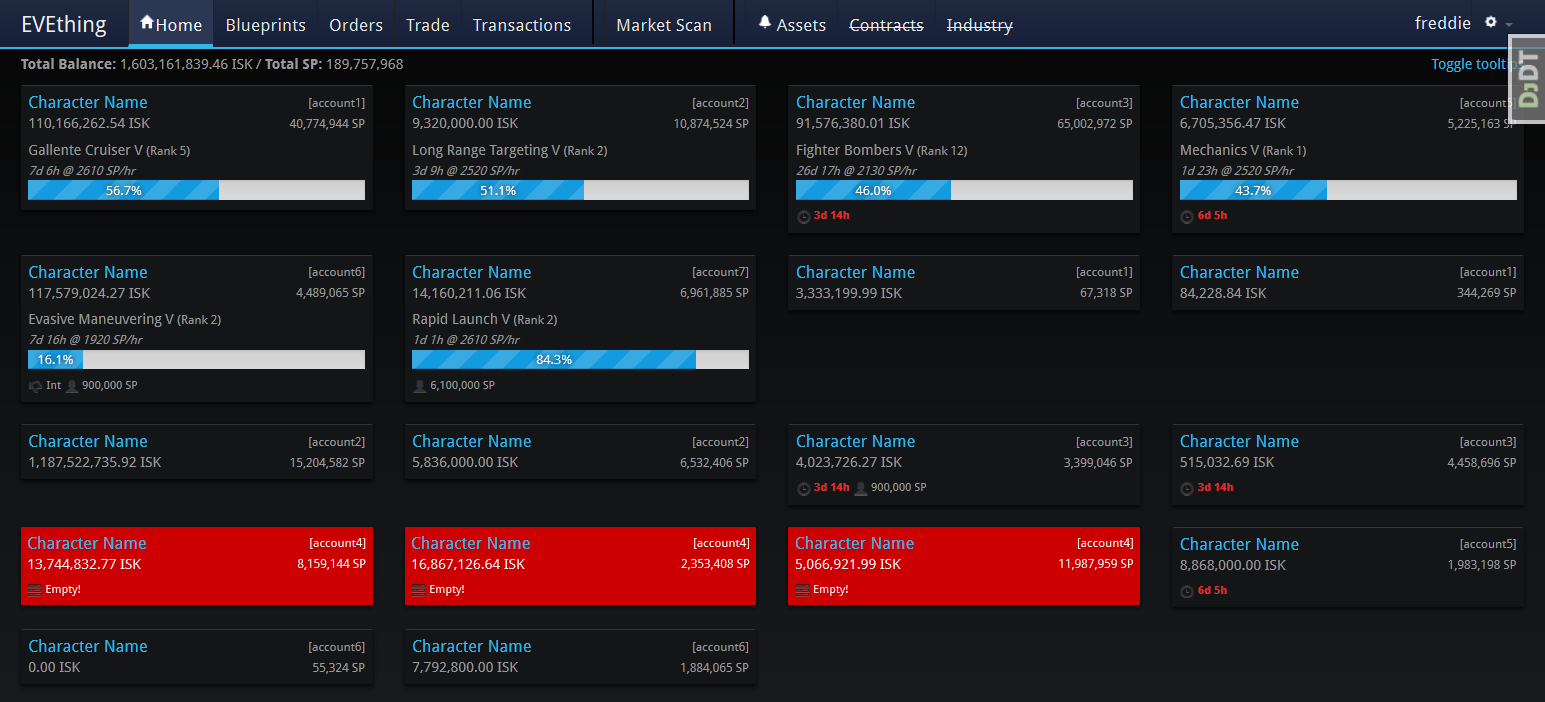 EVEthing Home Blueprints Orders Trade Transactions Market Scan Assets Contracts Industry freddie
Total Balance: 1,603,161,839.46 ISK / Total SP: 189,757,968
Toggle tooltips
DJDT
Character Name [account1]
110,166,262.54 ISK 40,774,944 SP
Gallente Cruiser V (Rank 5)
7d 6h @ 2610 SP/hr
56.7%
Character Name [account2]
9,320,000.00 ISK 10,874,524 SP
Long Range Targeting V (Rank 2)
3d 9h @ 2520 SP/hr
51.1%
Character Name [account3]
91,576,380.01 ISK 65,002,972 SP
Fighter Bombers V (Rank 12)
26d 17h @ 2130 SP/hr
46.0%
3d 14h
Character Name
6,705,356.47 ISK 5,225,163 SP
Mechanics V (Rank 1)
1d 23h @ 2520 SP/hr
43.7%
6d 5h
Character Name [account6]
117,579,024.27 ISK 4,489,065 SP
Evasive Maneuvering V (Rank 2)
7d 16h @ 1920 SP/hr
16.1%
Int 900,000 SP
Character Name [account7]
14,160,211.06 ISK 6,961,885 SP
Rapid Launch V (Rank 2)
1d 1h @ 2610 SP/hr
84.3%
6,100,000 SP
Character Name [account1]
3,333,199.99 ISK 67,318 SP
Character Name [account1]
84,228.84 ISK 344,269 SP
Character Name [account2]
1,187,522,735.92 ISK 15,204,582 SP
Character Name [account2]
5,836,000.00 ISK 6,532,406 SP
Character Name [account3]
4,023,726.27 ISK 3,399,046 SP
3d 14h 900,000 SP
Character Name [account3]
515,032.69 ISK 4,458,696 SP
3d 14h
Character Name [account4]
13,744,832.77 ISK 8,159,144 SP
Empty!
Character Name [account4]
16,867,126.64 ISK 2,353,408 SP
Empty!
Character Name [account4]
5,066,921.99 ISK 11,987,959 SP
Empty!
Character Name [account5]
8,868,000.00 ISK 1,983,198 SP
6d 5h
Character Name [account6]
0.00 ISK 55,324 SP
Character Name [account6]
7,792,800.00 ISK 1,884,065 SP